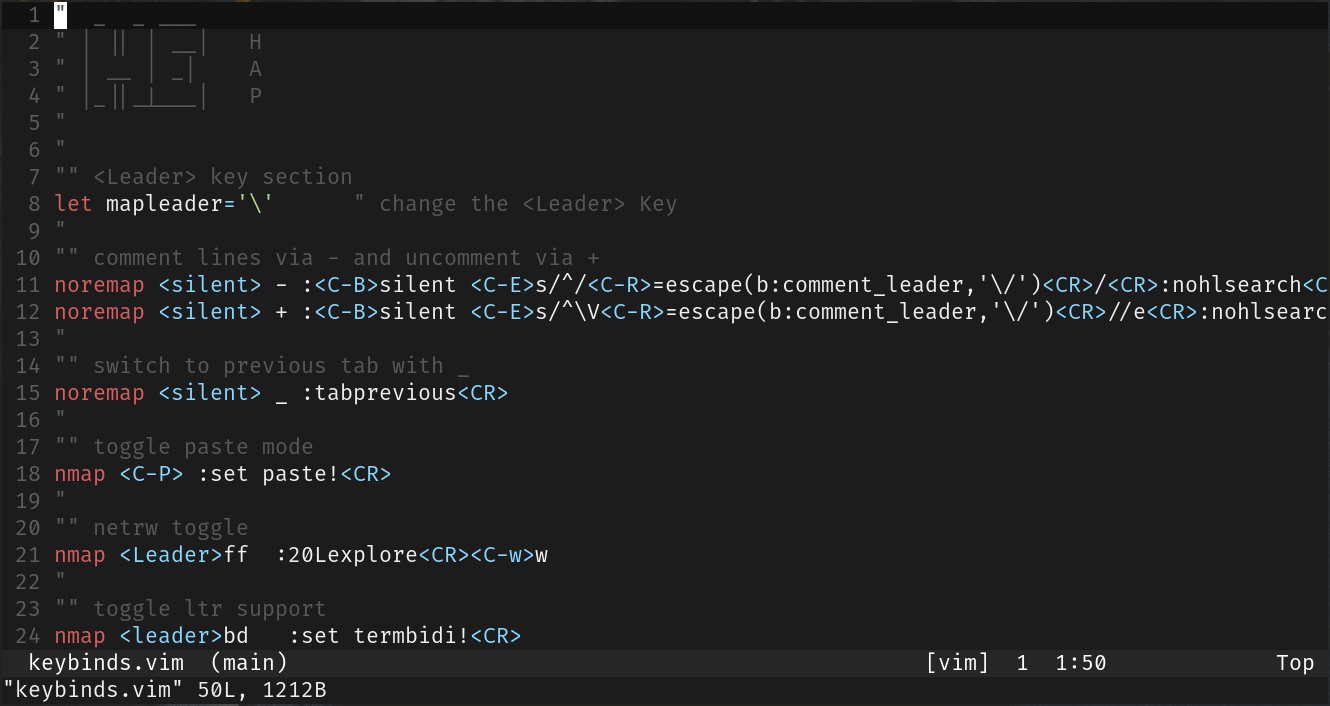 1 "  _  _ ___
2 " | || | __|   H
3 " | __ | _|    A
4 " |_||_|___|   P
5 "
6 "
7 "" <Leader> key section
8 let mapleader='\'      " change the <Leader> Key
9 "
10 "" comment lines via - and uncomment via +
11 noremap <silent> - :<C-B>silent <C-E>s/^/<C-R>=escape(b:comment_leader,'\/')<CR>/<CR>:nohlsearch<C
12 noremap <silent> + :<C-B>silent <C-E>s/^\V<C-R>=escape(b:comment_leader,'\/')<CR>//e<CR>:nohlsearc
13 "
14 "" switch to previous tab with _
15 noremap <silent> _ :tabprevious<CR>
16 "
17 "" toggle paste mode
18 nmap <C-P> :set paste!<CR>
19 "
20 "" netrw toggle
21 nmap <Leader>ff  :20Lexplore<CR><C-w>w
22 "
23 "" toggle ltr support
24 nmap <leader>bd   :set termbidi!<CR>
keybinds.vim  (main)  [vim]  1  1:50  Top
"keybinds.vim" 50L, 1212B